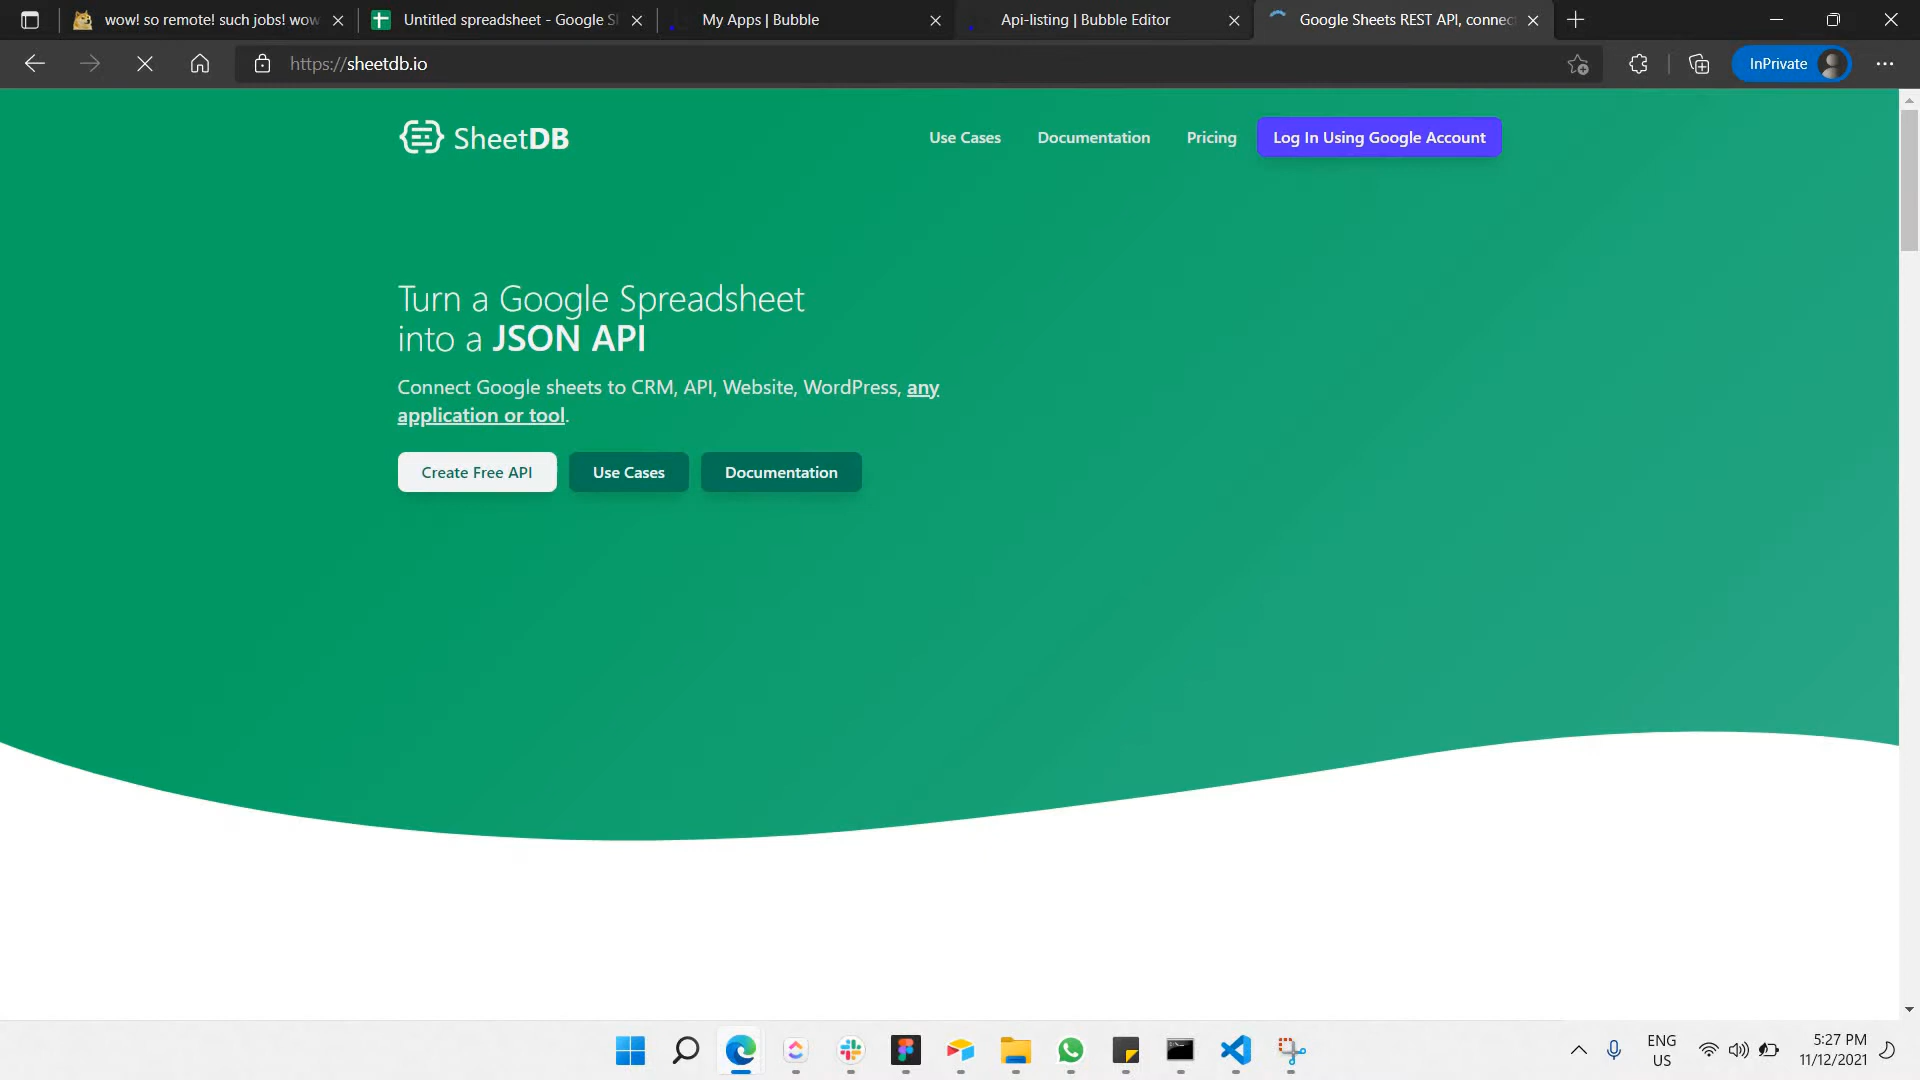 wow! so remote! such jobs! wow
Untitled spreadsheet - Google S
My Apps | Bubble
Api-listing | Bubble Editor
Google Sheets REST API, connec
https://sheetdb.io
InPrivate
SheetDB
Use Cases
Documentation
Pricing
Log In Using Google Account
Turn a Google Spreadsheet
into a JSON API
Connect Google sheets to CRM, API, Website, WordPress, any
application or tool.
Create Free API
Use Cases
Documentation
ENG
US
5:27 PM
11/12/2021